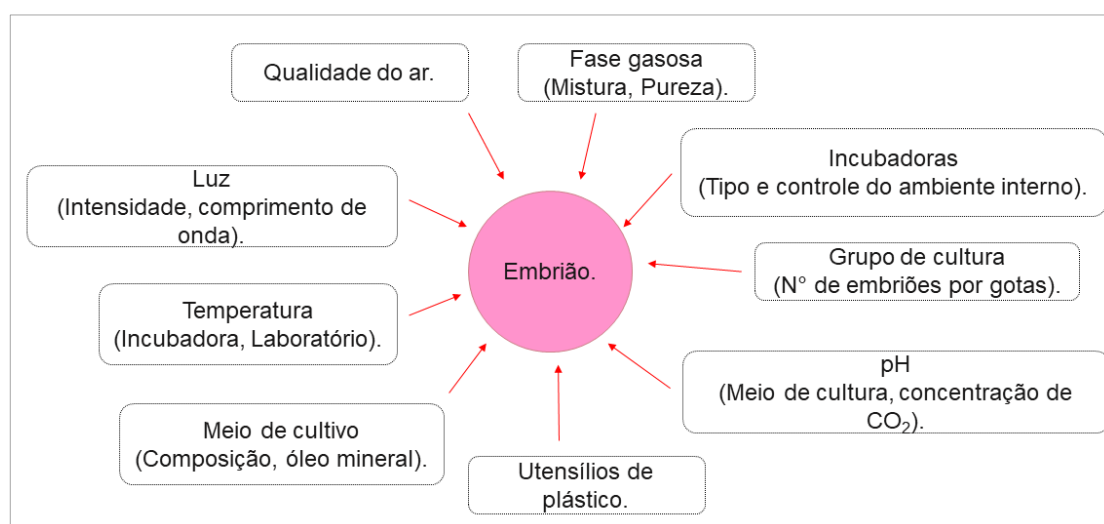 Qualidade do ar.
Fase gasosa
(Mistura, Pureza).
Luz
(Intensidade, comprimento de
onda).
Incubadoras
(Tipo e controle do ambiente interno).
Embrião.
Grupo de cultura
(N° de embriões por gotas).
Temperatura
(Incubadora, Laboratório).
pH
(Meio de cultura, concentração de
CO₂).
Meio de cultivo
(Composição, óleo mineral).
Utensílios de
plástico.